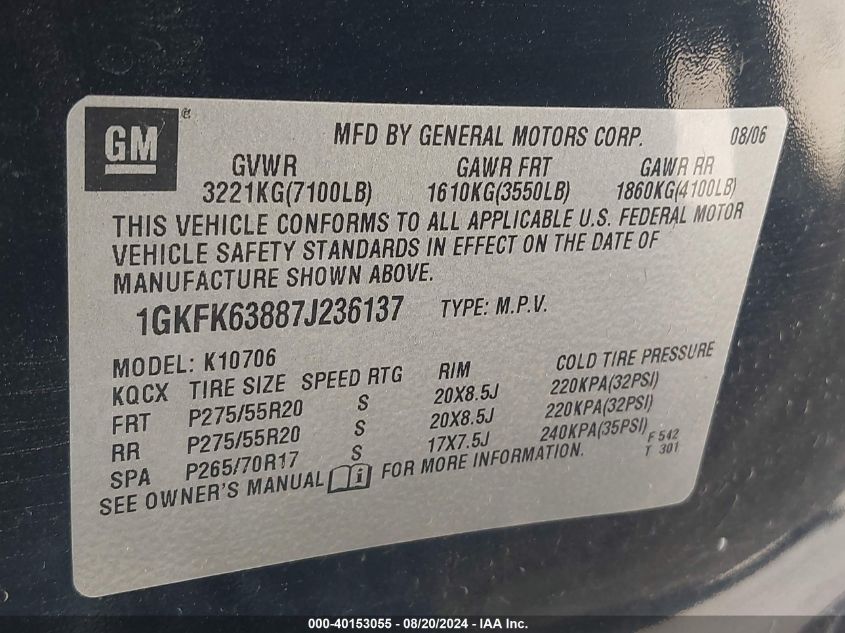 GM
MFD BY GENERAL MOTORS CORP. 08/06
GVWR GAWR FRT GAWR RR
3221KG(7100LB) 1610KG(3550LB) 1860KG(4100LB)
THIS VEHICLE CONFORMS TO ALL APPLICABLE U.S. FEDERAL MOTOR
VEHICLE SAFETY STANDARDS IN EFFECT ON THE DATE OF
MANUFACTURE SHOWN ABOVE.
1GKFK63887J236137 TYPE: M.P.V.
MODEL: K10706
KQCX TIRE SIZE SPEED RTG RIM COLD TIRE PRESSURE
FRT P275/55R20 S 20X8.5J 220KPA(32PSI)
RR P275/55R20 S 20X8.5J 220KPA(32PSI)
SPA P265/70R17 S 17X7.5J 240KPA(35PSI) F 542
SEE OWNER'S MANUAL i FOR MORE INFORMATION. T 301
000-40153055 - 08/20/2024 - IAA Inc.